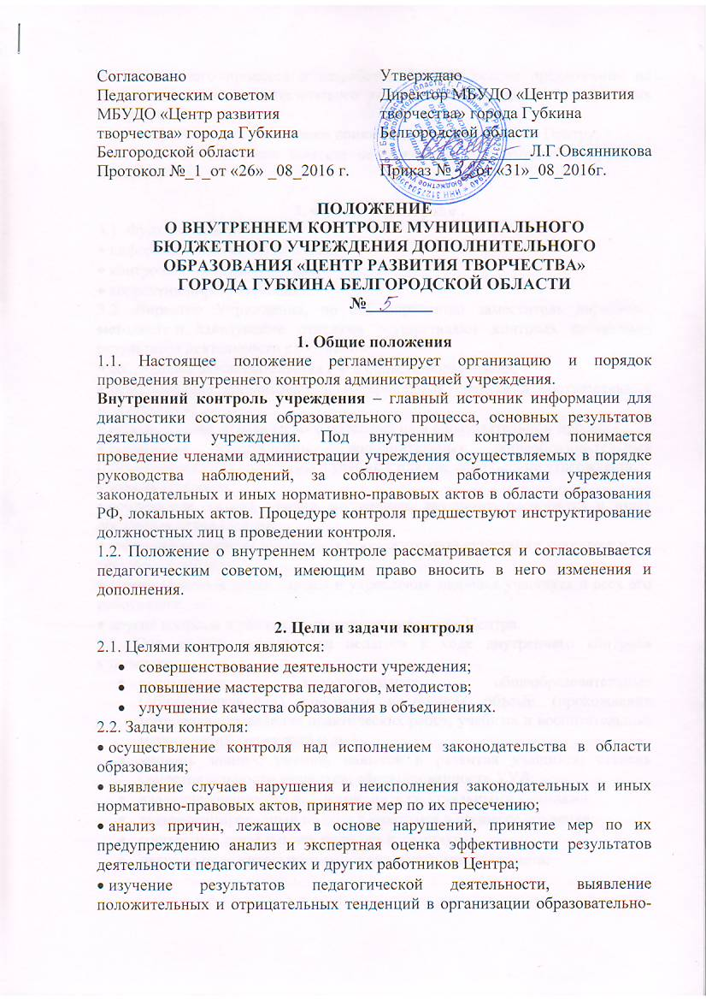 Согласовано
Педагогическим советом
МБУДО «Центр развития
творчества» города Губкина
Белгородской области
Протокол №_1_от «26» _08_2016 г.
Утверждаю
Директор МБУДО «Центр развития
творчества» города Губкина
Белгородской области
Л.Г.Овсянникова
Приказ № от «31»_08_2016г.
ПОЛОЖЕНИЕ
О ВНУТРЕННЕМ КОНТРОЛЕ МУНИЦИПАЛЬНОГО
БЮДЖЕТНОГО УЧРЕЖДЕНИЯ ДОПОЛНИТЕЛЬНОГО
ОБРАЗОВАНИЯ «ЦЕНТР РАЗВИТИЯ ТВОРЧЕСТВА»
ГОРОДА ГУБКИНА БЕЛГОРОДСКОЙ ОБЛАСТИ
№ 5
1. Общие положения
1.1. Настоящее положение регламентирует организацию и порядок
проведения внутреннего контроля администрацией учреждения.
Внутренний контроль учреждения – главный источник информации для
диагностики состояния образовательного процесса, основных результатов
деятельности учреждения. Под внутренним контролем понимается
проведение членами администрации учреждения осуществляемых в порядке
руководства наблюдений, за соблюдением работниками учреждения
законодательных и иных нормативно-правовых актов в области образования
РФ, локальных актов. Процедуре контроля предшествуют инструктирование
должностных лиц в проведении контроля.
1.2. Положение о внутреннем контроле рассматривается и согласовывается
педагогическим советом, имеющим право вносить в него изменения и
дополнения.
2. Цели и задачи контроля
2.1. Целями контроля являются:
• совершенствование деятельности учреждения;
• повышение мастерства педагогов, методистов;
• улучшение качества образования в объединениях.
2.2. Задачи контроля:
• осуществление контроля над исполнением законодательства в области
образования;
• выявление случаев нарушения и неисполнения законодательных и иных
нормативно-правовых актов, принятие мер по их пресечению;
• анализ причин, лежащих в основе нарушений, принятие мер по их
предупреждению анализ и экспертная оценка эффективности результатов
деятельности педагогических и других работников Центра;
• изучение результатов педагогической деятельности, выявление
положительных и отрицательных тенденций в организации образовательно-